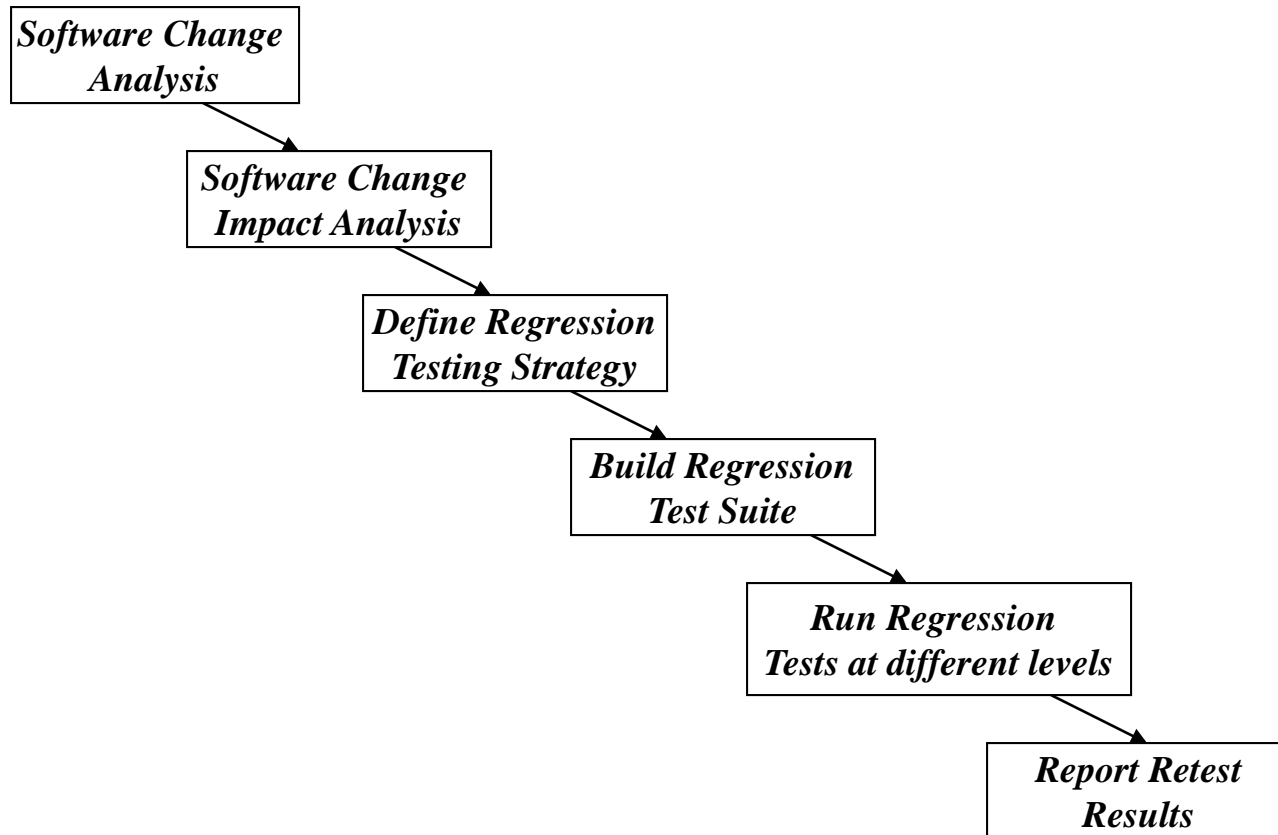 Software Change
Analysis
Software Change
Impact Analysis
Define Regression
Testing Strategy
Build Regression
Test Suite
Run Regression
Tests at different levels
Report Retest
Results